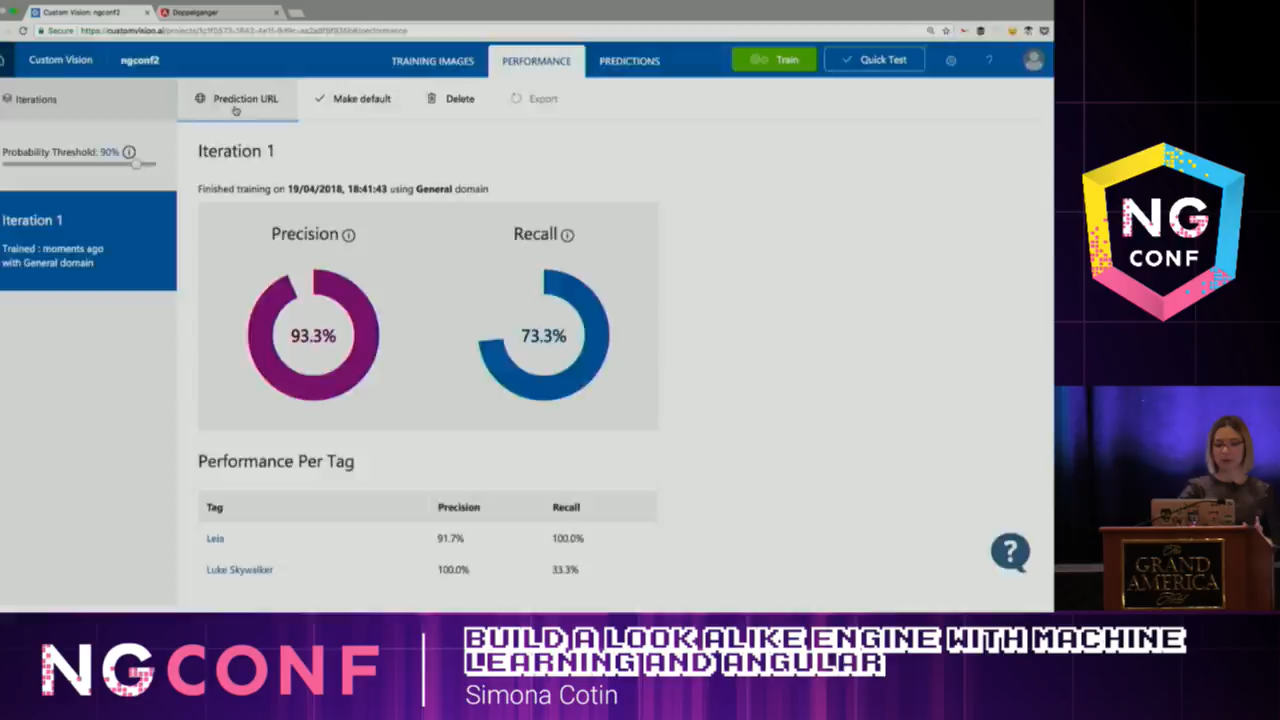 Custom Vision: ngconf2
Doppelganger
Secure
Custom Vision
ngconf2
TRAINING IMAGES
PERFORMANCE
PREDICTIONS
Train
Quick Test
?
Iterations
Prediction URL
Make default
Delete
Export
Probability Threshold: 90%
Iteration 1
Finished training on 19/04/2018, 18:41:43 using General domain
Iteration 1
Trained : moments ago
with General domain
Precision
Recall
93.3%
73.3%
Performance Per Tag
Tag Precision Recall
Leia 91.7% 100.0%
Luke Skywalker 100.0% 33.3%
?
NG
CONF
The
GRAND
AMERICA
Hotel
NGCONF
BUILD A LOOK ALIKE ENGINE WITH MACHINE
LEARNING AND ANGULAR
Simona Cotin